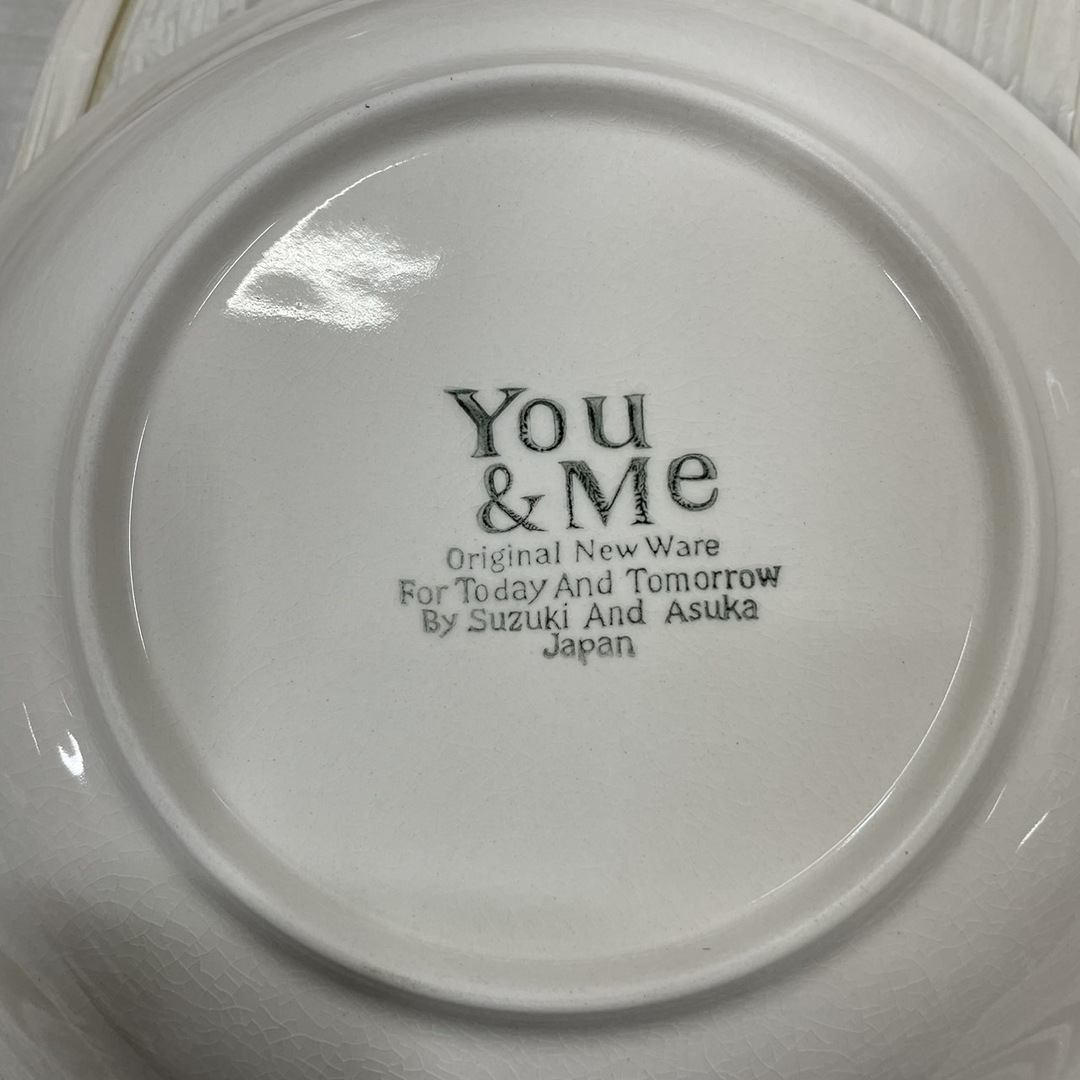 You
& Me
Original New Ware
For Today And Tomorrow
By Suzuki And Asuka
Japan